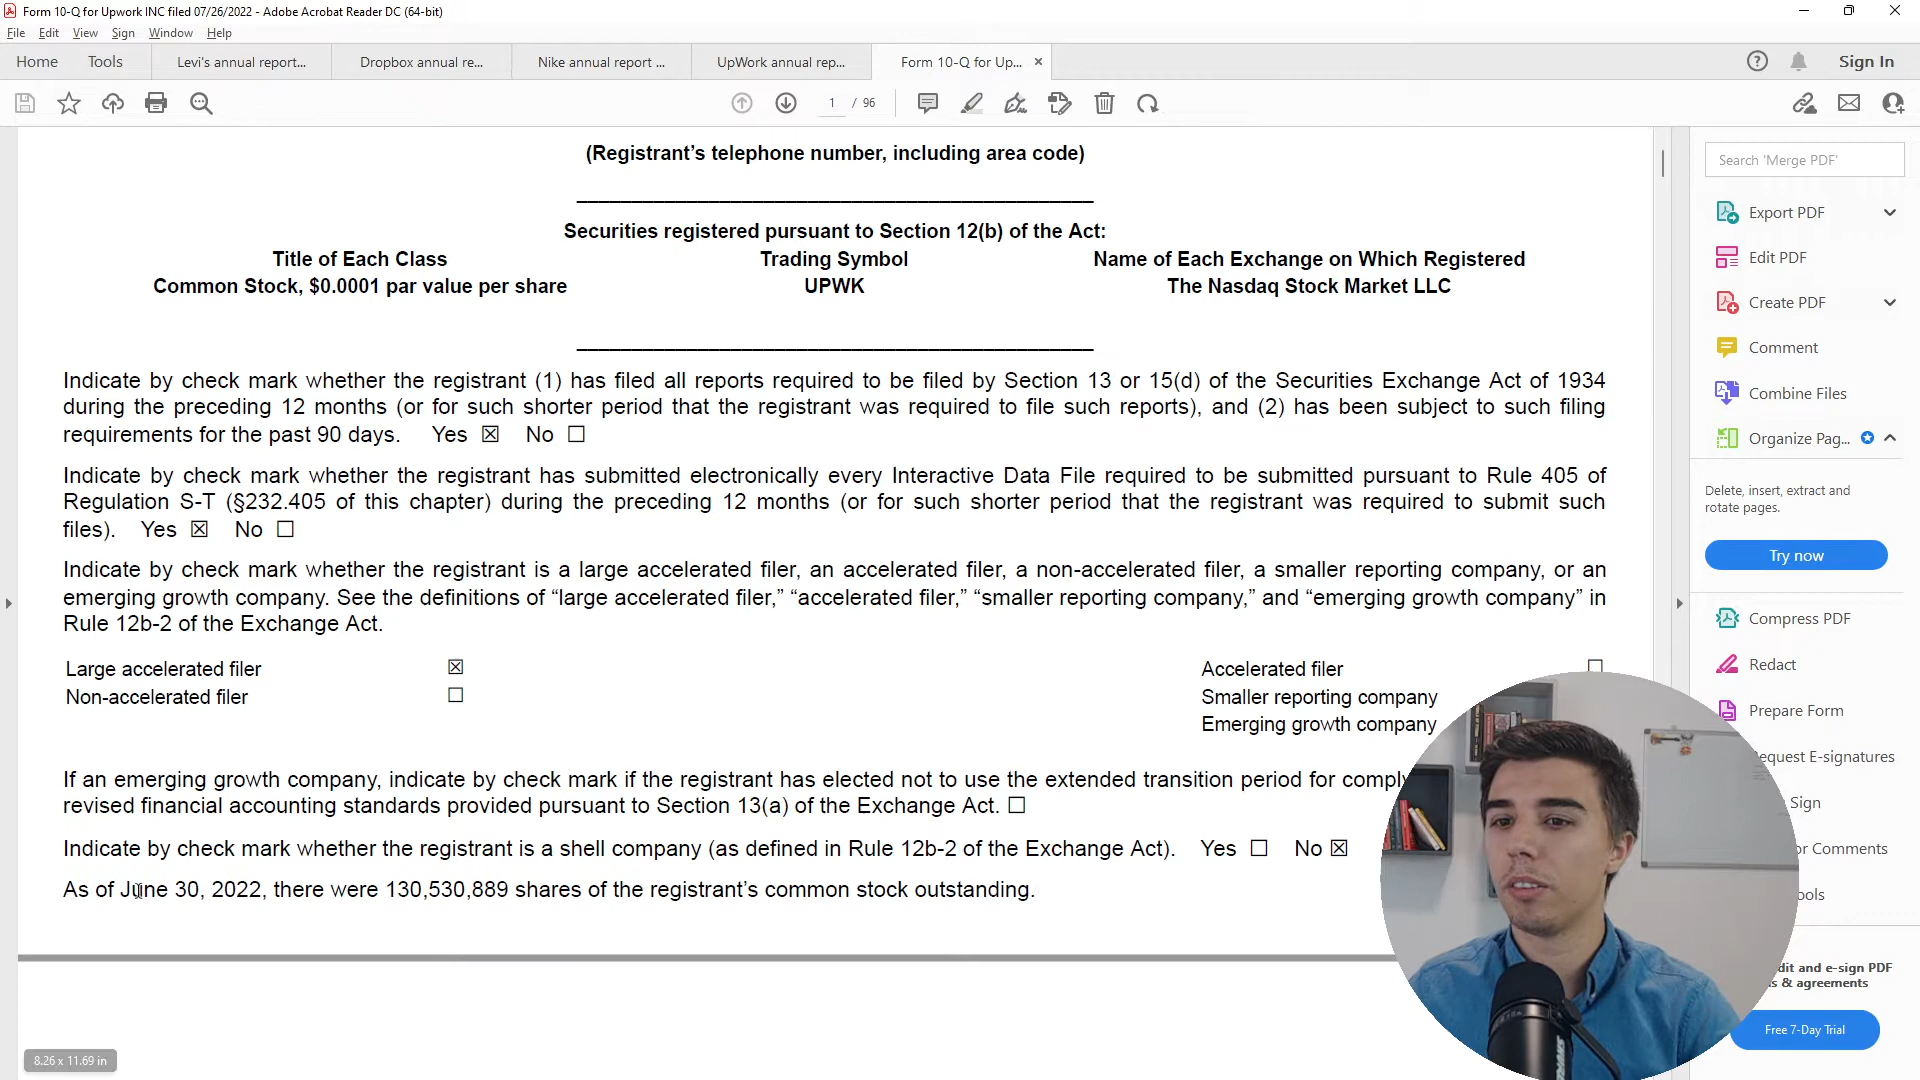 Form 10-Q for Upwork INC filed 07/26/2022 - Adobe Acrobat Reader DC (64-bit)
File Edit View Sign Window Help
Home Tools Levi's annual report... Dropbox annual re... Nike annual report ... UpWork annual rep... Form 10-Q for Up... × Sign In
1 / 96
(Registrant’s telephone number, including area code)
Securities registered pursuant to Section 12(b) of the Act:
Title of Each Class Trading Symbol Name of Each Exchange on Which Registered
Common Stock, $0.0001 par value per share UPWK The Nasdaq Stock Market LLC
Indicate by check mark whether the registrant (1) has filed all reports required to be filed by Section 13 or 15(d) of the Securities Exchange Act of 1934
during the preceding 12 months (or for such shorter period that the registrant was required to file such reports), and (2) has been subject to such filing
requirements for the past 90 days. Yes ☒ No ☐
Indicate by check mark whether the registrant has submitted electronically every Interactive Data File required to be submitted pursuant to Rule 405 of
Regulation S-T (§232.405 of this chapter) during the preceding 12 months (or for such shorter period that the registrant was required to submit such
files). Yes ☒ No ☐
Indicate by check mark whether the registrant is a large accelerated filer, an accelerated filer, a non-accelerated filer, a smaller reporting company, or an
emerging growth company. See the definitions of “large accelerated filer,” “accelerated filer,” “smaller reporting company,” and “emerging growth company” in
Rule 12b-2 of the Exchange Act.
Large accelerated filer ☒ Accelerated filer ☐
Non-accelerated filer ☐ Smaller reporting company
Emerging growth company
If an emerging growth company, indicate by check mark if the registrant has elected not to use the extended transition period for comply
revised financial accounting standards provided pursuant to Section 13(a) of the Exchange Act. ☐
Indicate by check mark whether the registrant is a shell company (as defined in Rule 12b-2 of the Exchange Act). Yes ☐ No ☒
As of June 30, 2022, there were 130,530,889 shares of the registrant’s common stock outstanding.
8.26 x 11.69 in
Search 'Merge PDF'
Export PDF
Edit PDF
Create PDF
Comment
Combine Files
Organize Pag...
Delete, insert, extract and
rotate pages.
Try now
Compress PDF
Redact
Prepare Form
equest E-signatures
Sign
or Comments
ools
dit and e-sign PDF
s & agreements
Free 7-Day Trial